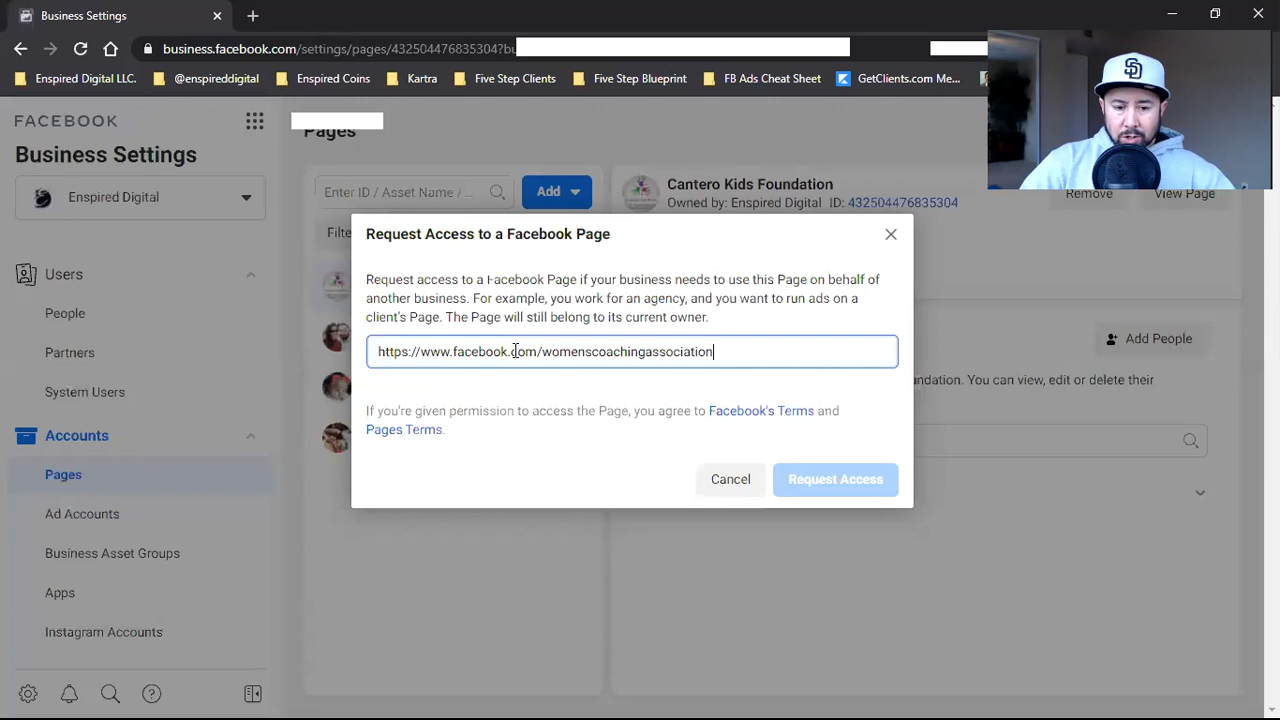 Business Settings
business.facebook.com/settings/pages/432504476835304?bu
Enspired Digital LLC.
@enspireddigital
Enspired Coins
Kartra
Five Step Clients
Five Step Blueprint
FB Ads Cheat Sheet
GetClients.com Me...
FACEBOOK
Business Settings
Enspired Digital
Users
People
Partners
System Users
Accounts
Pages
Ad Accounts
Business Asset Groups
Apps
Instagram Accounts
Pages
Enter ID / Asset Name / ...
Add
Filte
Cantero Kids Foundation
Owned by: Enspired Digital ID: 432504476835304
Remove
View Page
Add People
undation. You can view, edit or delete their
Request Access to a Facebook Page
Request access to a Facebook Page if your business needs to use this Page on behalf of
another business. For example, you work for an agency, and you want to run ads on a
client's Page. The Page will still belong to its current owner.
https://www.facebook.com/womenscoachingassociation
If you're given permission to access the Page, you agree to Facebook's Terms and
Pages Terms.
Cancel
Request Access
SD